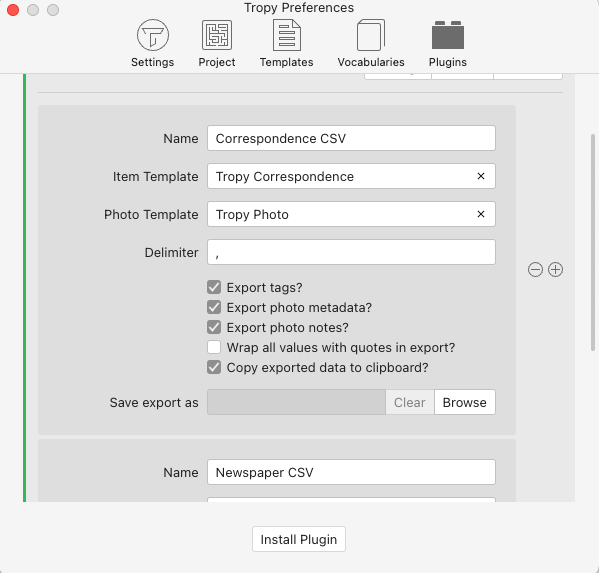 Tropy Preferences
Settings Project Templates Vocabularies Plugins
Name Correspondence CSV
Item Template Tropy Correspondence ×
Photo Template Tropy Photo ×
Delimiter ,
Export tags?
Export photo metadata?
Export photo notes?
Wrap all values with quotes in export?
Copy exported data to clipboard?
Save export as Clear Browse
Name Newspaper CSV
Install Plugin